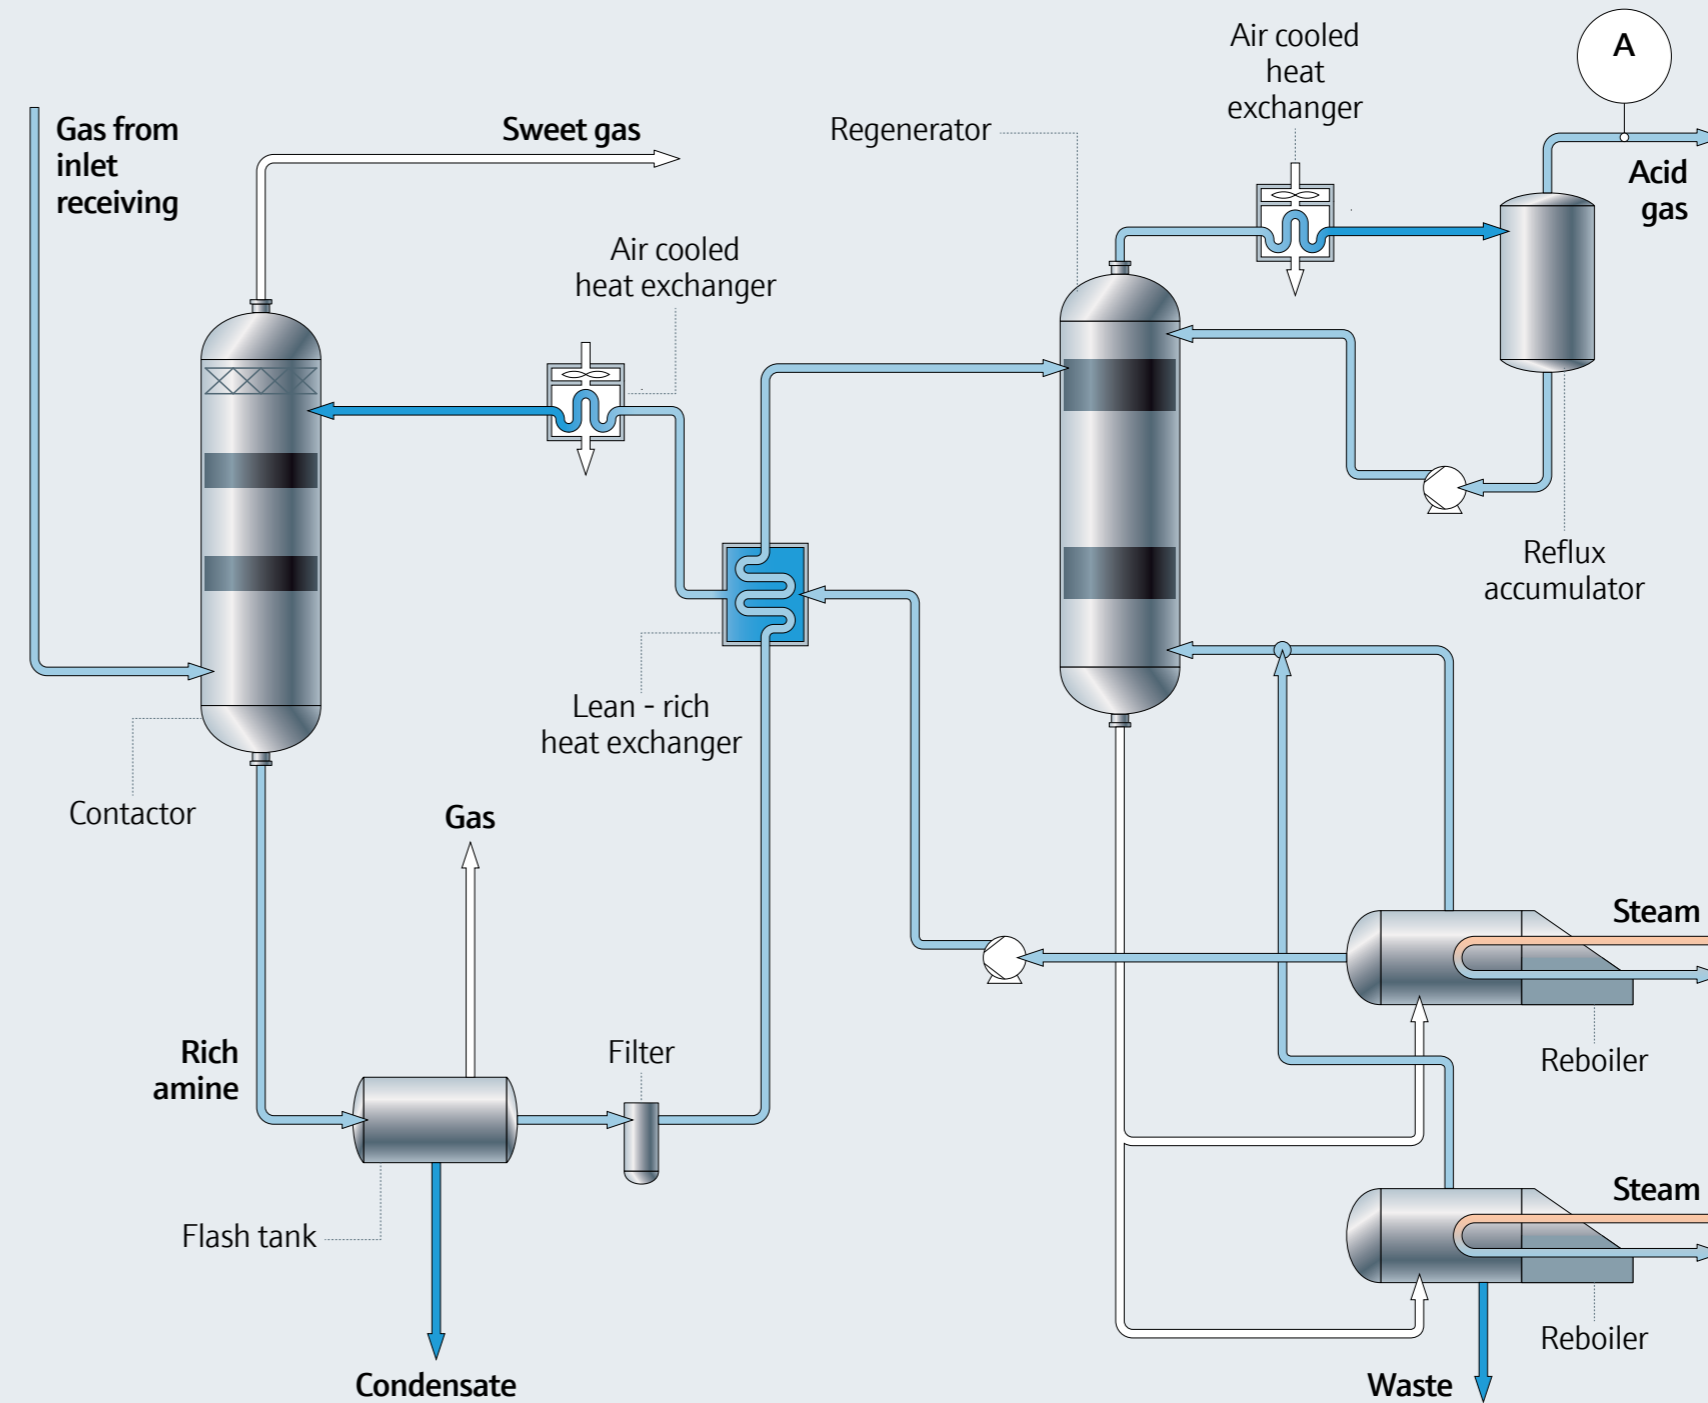 Air cooled
heat
exchanger
A
Gas from
inlet
receiving
Sweet gas
Regenerator
Acid
gas
Air cooled
heat exchanger
Reflux
accumulator
Lean - rich
heat exchanger
Contactor
Gas
Steam
Rich
amine
Filter
Reboiler
Flash tank
Steam
Reboiler
Condensate
Waste